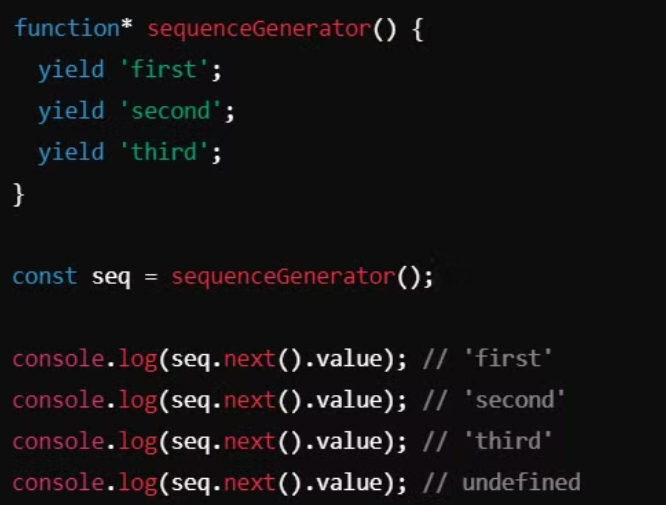 function* sequenceGenerator() {
  yield 'first';
  yield 'second';
  yield 'third';
}

const seq = sequenceGenerator();

console.log(seq.next().value); // 'first'
console.log(seq.next().value); // 'second'
console.log(seq.next().value); // 'third'
console.log(seq.next().value); // undefined